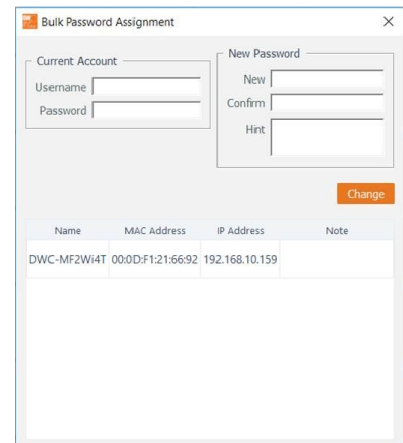 Bulk Password Assignment
Current Account
Username
Password
New Password
New
Confirm
Hint
Change
Name MAC Address IP Address Note
DWC-MF2Wi4T 00:0D:F1:21:66:92 192.168.10.159